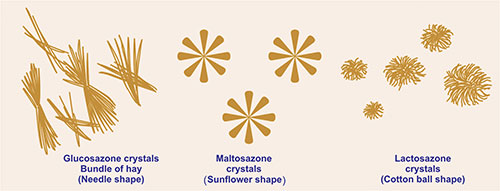 Glucosazone crystals
Bundle of hay
(Needle shape)
Maltosazone
crystals
(Sunflower shape)
Lactosazone
crystals
(Cotton ball shape)